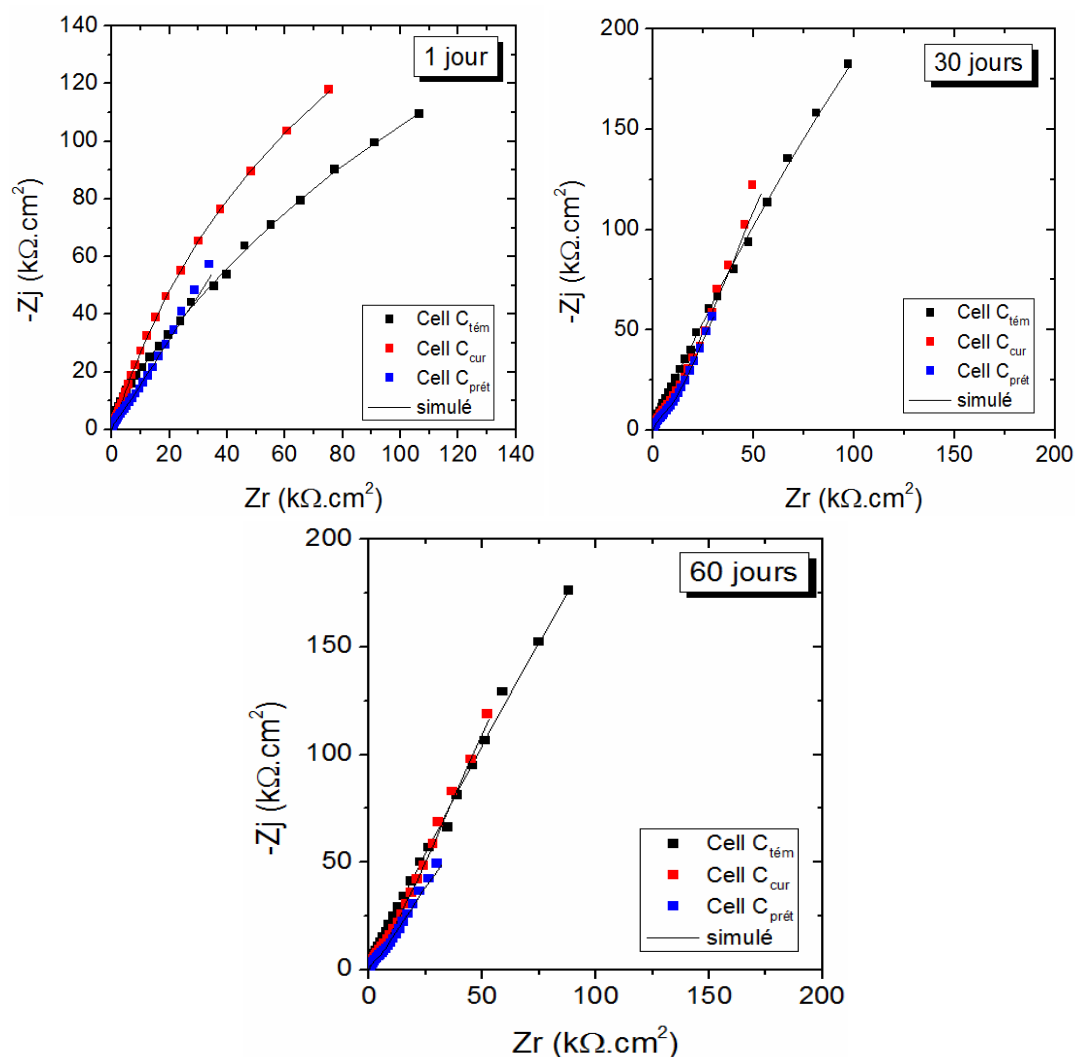 140
120
100
80
60
40
20
0
-Zj (kΩ.cm²)
1 jour
Cell Ctém
Cell Ccur
Cell Cprét
simulé
0 20 40 60 80 100 120 140
Zr (kΩ.cm²)
200
150
100
50
0
-Zj (kΩ.cm²)
30 jours
Cell Ctém
Cell Ccur
Cell Cprét
simulé
0 50 100 150 200
Zr (kΩ.cm²)
200
150
100
50
0
-Zj (kΩ.cm²)
60 jours
Cell Ctém
Cell Ccur
Cell Cprét
simulé
0 50 100 150 200
Zr (kΩ.cm²)